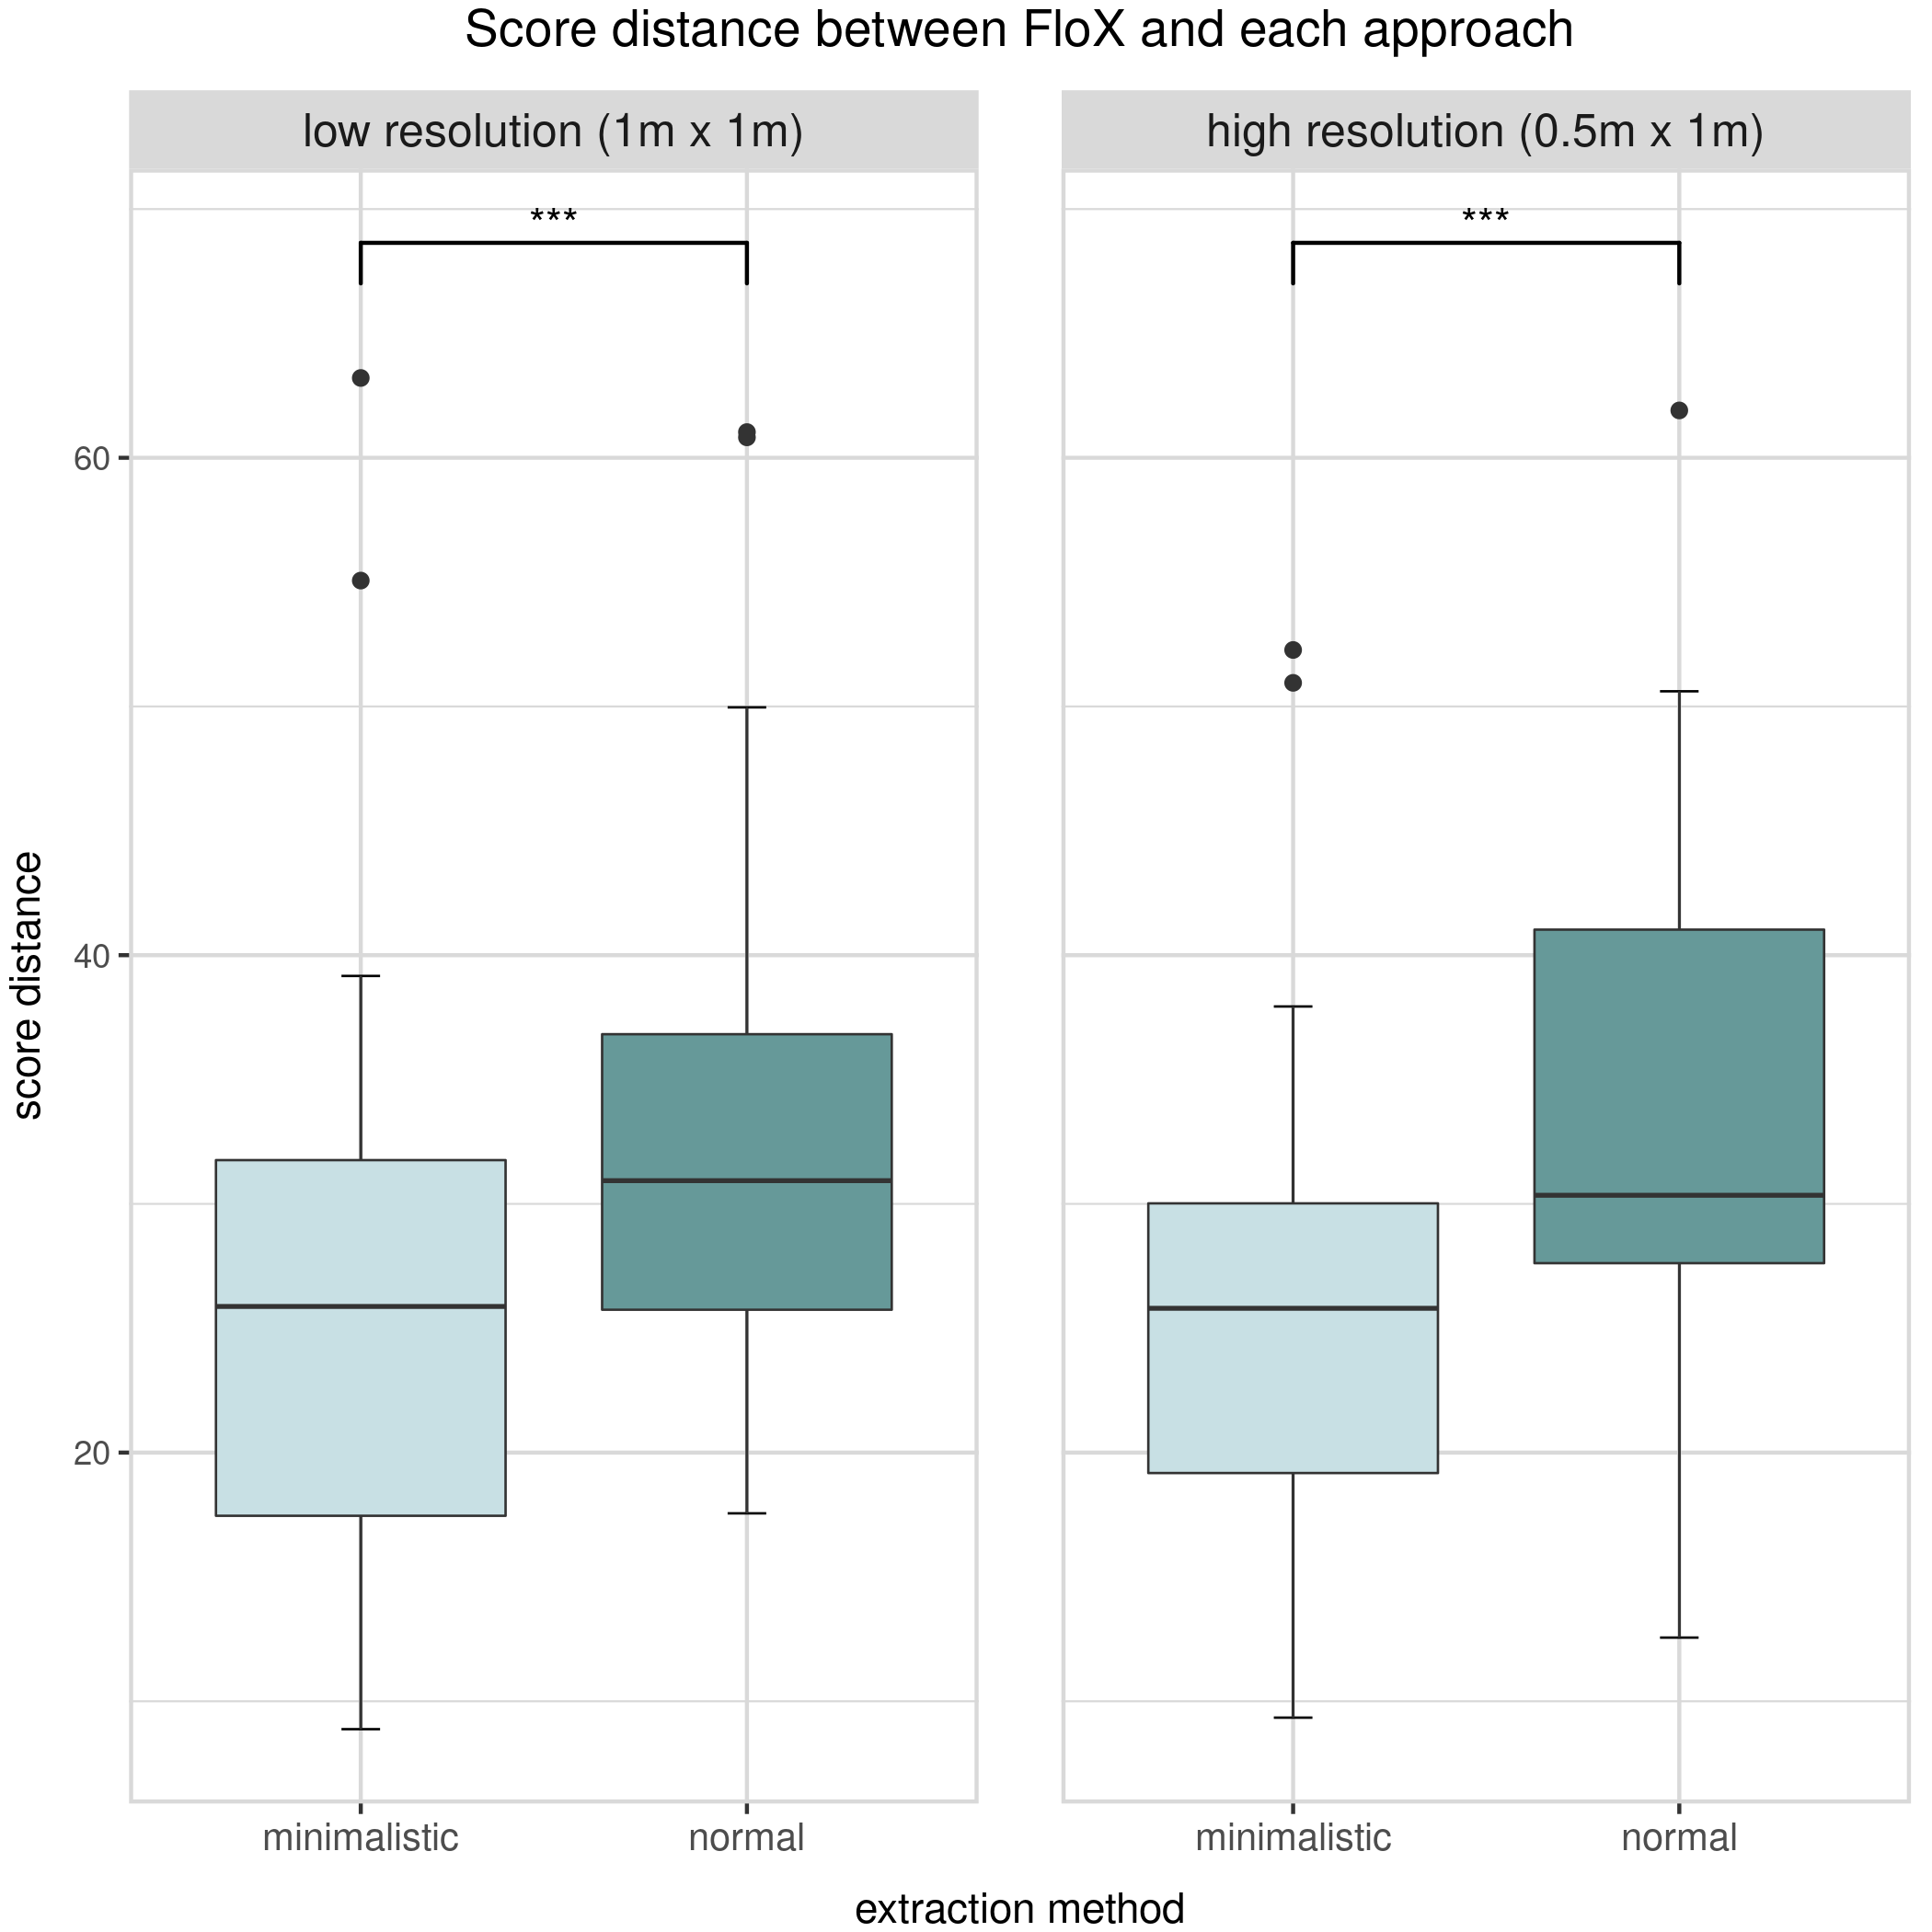 Score distance between FloX and each approach
low resolution (1m x 1m)
high resolution (0.5m x 1m)
***
***
60
40
20
score distance
minimalistic
normal
minimalistic
normal
extraction method